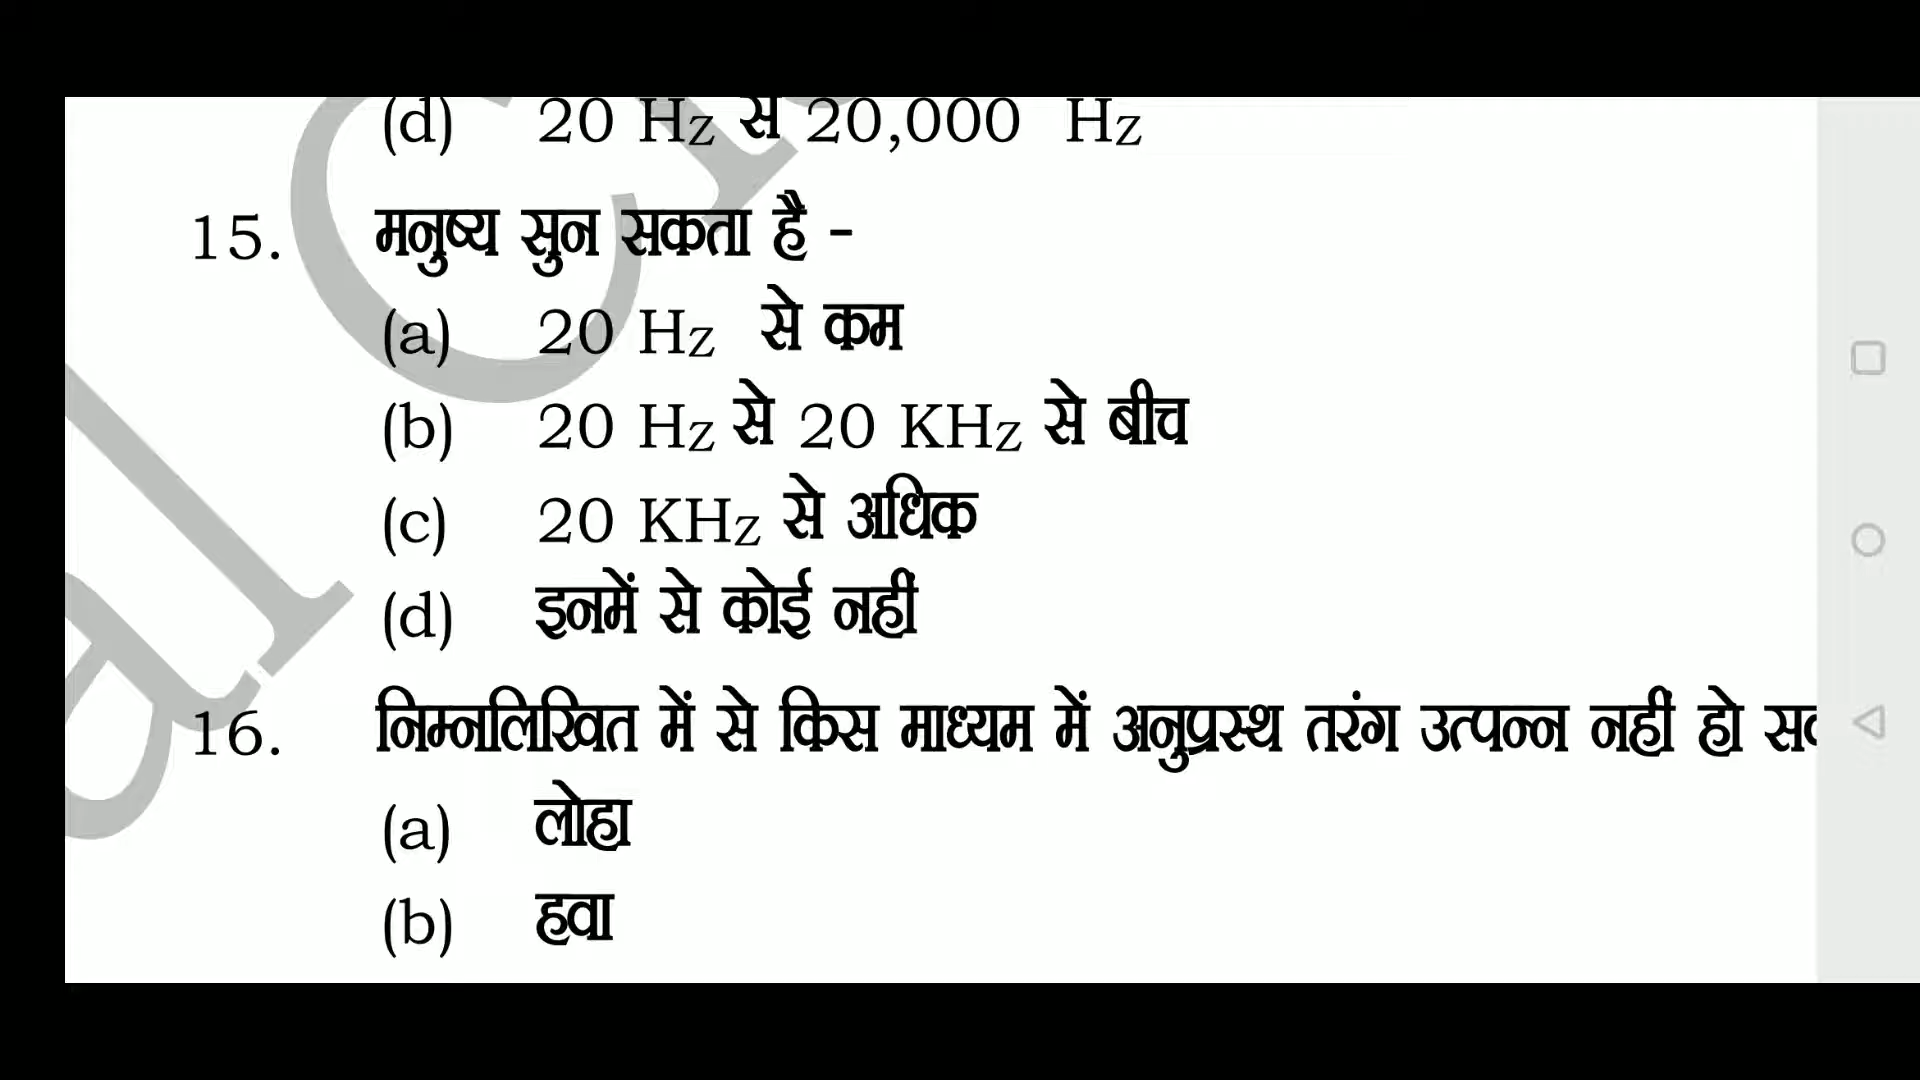 (d) 20 Hz से 20,000 Hz
15. मनुष्य सुन सकता है -
(a) 20 Hz से कम
(b) 20 Hz से 20 KHz से बीच
(c) 20 KHz से अधिक
(d) इनमें से कोई नहीं
16. निम्नलिखित में से किस माध्यम में अनुप्रस्थ तरंग उत्पन्न नहीं हो
(a) लोहा
(b) हवा